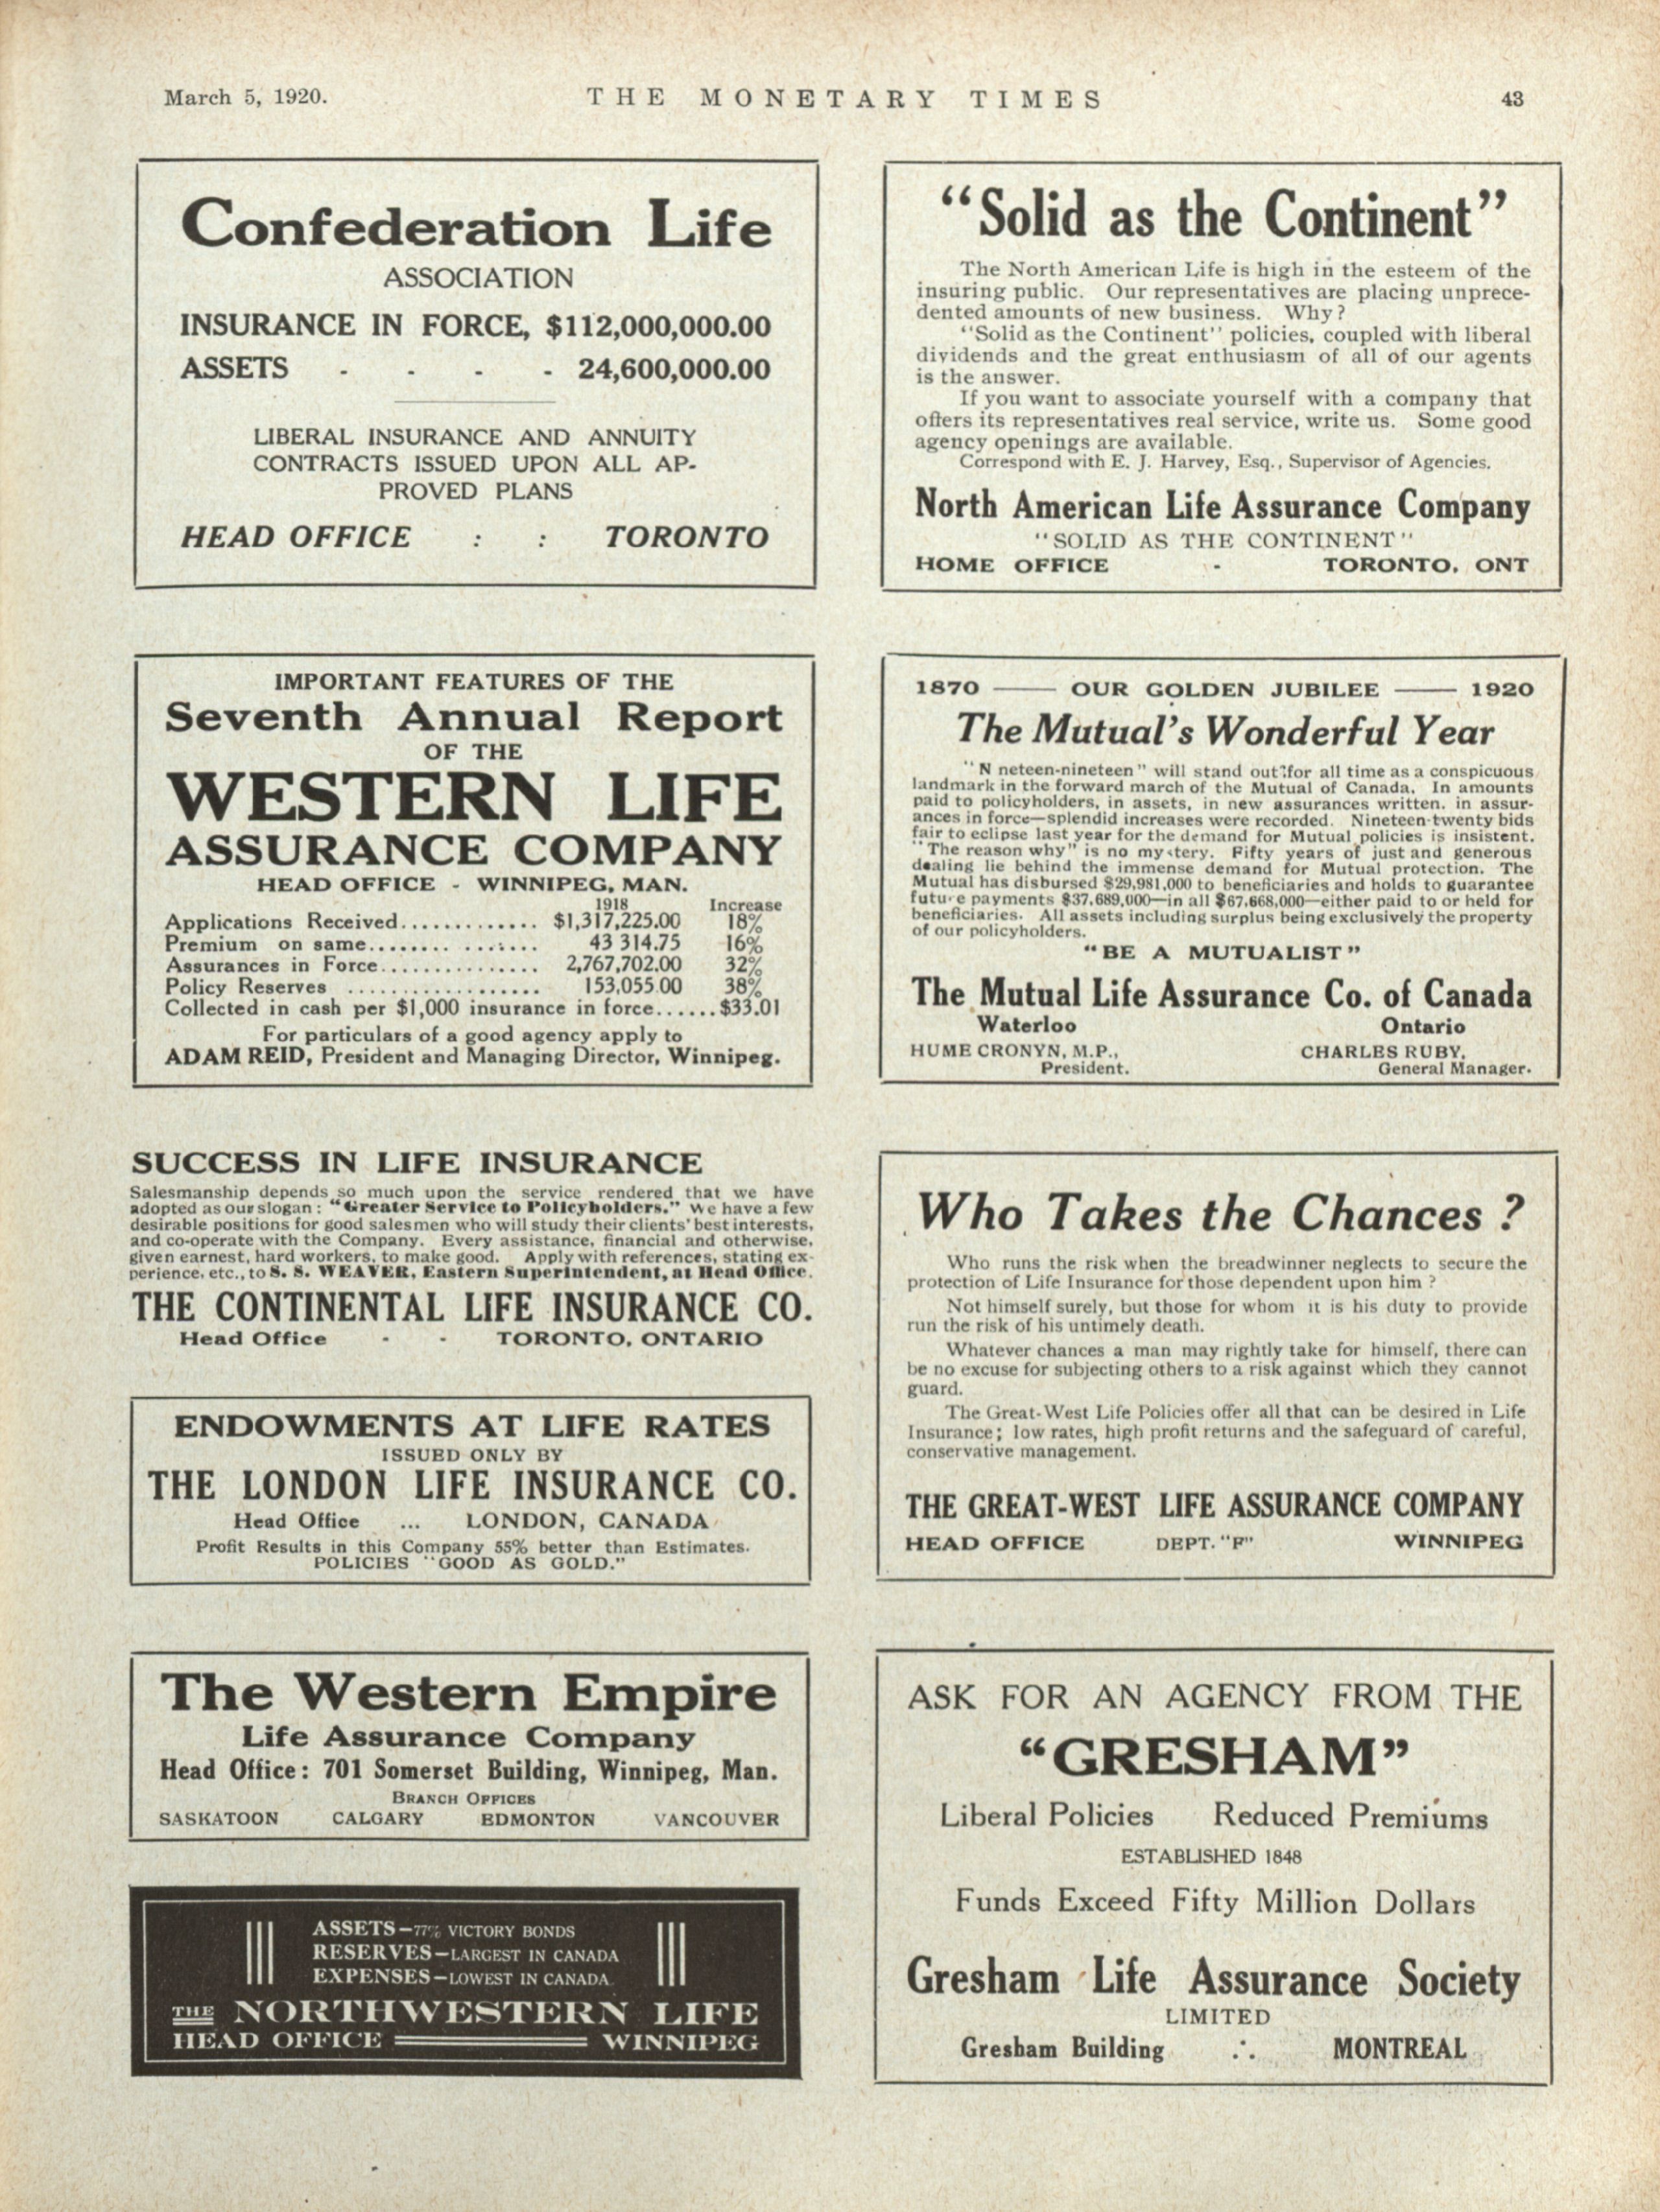 March 5, 1920.
THE MONETARY TIMES
43
Confederation Life
ASSOCIATION
INSURANCE IN FORCE, $112,000,000.00
ASSETS - - - - 24,600,000.00
LIBERAL INSURANCE AND ANNUITY
CONTRACTS ISSUED UPON ALL AP-
PROVED PLANS
HEAD OFFICE : : TORONTO
IMPORTANT FEATURES OF THE
Seventh Annual Report
OF THE
WESTERN LIFE
ASSURANCE COMPANY
HEAD OFFICE - WINNIPEG, MAN.
1918 Increase
Applications Received............. $1,317,225.00 18%
Premium on same........ ....... 43 314.75 16%
Assurances in Force............... 2,767,702.00 32%
Policy Reserves .................. 153,055.00 38%
Collected in cash per $1,000 insurance in force......$33.01
For particulars of a good agency apply to
ADAM REID, President and Managing Director, Winnipeg.
SUCCESS IN LIFE INSURANCE
Salesmanship depends so much upon the service rendered that we have
adopted as our slogan : "Greater Service to Policyholders." We have a few
desirable positions for good salesmen who will study their clients' best interests,
and co-operate with the Company. Every assistance, financial and otherwise,
given earnest, hard workers, to make good. Apply with references, stating ex-
perience, etc., to S. S. WEAVER, Eastern Superintendent, at Head Office.
THE CONTINENTAL LIFE INSURANCE CO.
Head Office - - TORONTO, ONTARIO
ENDOWMENTS AT LIFE RATES
ISSUED ONLY BY
THE LONDON LIFE INSURANCE CO.
Head Office ... LONDON, CANADA
Profit Results in this Company 55% better than Estimates.
POLICIES "GOOD AS GOLD."
The Western Empire
Life Assurance Company
Head Office: 701 Somerset Building, Winnipeg, Man.
BRANCH OFFICES
SASKATOON CALGARY EDMONTON VANCOUVER
ASSETS—77% VICTORY BONDS
RESERVES—LARGEST IN CANADA
EXPENSES—LOWEST IN CANADA
THE NORTHWESTERN LIFE
HEAD OFFICE WINNIPEG
"Solid as the Continent"
The North American Life is high in the esteem of the
insuring public. Our representatives are placing unprece-
dented amounts of new business. Why?
"Solid as the Continent" policies, coupled with liberal
dividends and the great enthusiasm of all of our agents
is the answer.
If you want to associate yourself with a company that
offers its representatives real service, write us. Some good
agency openings are available.
Correspond with E. J. Harvey, Esq., Supervisor of Agencies.
North American Life Assurance Company
"SOLID AS THE CONTINENT"
HOME OFFICE - TORONTO, ONT
1870 —— OUR GOLDEN JUBILEE —— 1920
The Mutual's Wonderful Year
"N neteen-nineteen" will stand out for all time as a conspicuous
landmark in the forward march of the Mutual of Canada. In amounts
paid to policyholders, in assets, in new assurances written, in assur-
ances in force—splendid increases were recorded. Nineteen-twenty bids
fair to eclipse last year for the demand for Mutual policies is insistent.
"The reason why" is no mystery. Fifty years of just and generous
dealing lie behind the immense demand for Mutual protection. The
Mutual has disbursed $29,981,000 to beneficiaries and holds to guarantee
future payments $37,689,000—in all $67,668,000—either paid to or held for
beneficiaries. All assets including surplus being exclusively the property
of our policyholders.
"BE A MUTUALIST"
The Mutual Life Assurance Co. of Canada
Waterloo Ontario
HUME CRONYN, M.P., CHARLES RUBY,
President. General Manager.
Who Takes the Chances ?
Who runs the risk when the breadwinner neglects to secure the
protection of Life Insurance for those dependent upon him ?
Not himself surely, but those for whom it is his duty to provide
run the risk of his untimely death.
Whatever chances a man may rightly take for himself, there can
be no excuse for subjecting others to a risk against which they cannot
guard.
The Great-West Life Policies offer all that can be desired in Life
Insurance; low rates, high profit returns and the safeguard of careful,
conservative management.
THE GREAT-WEST LIFE ASSURANCE COMPANY
HEAD OFFICE DEPT. "F" WINNIPEG
ASK FOR AN AGENCY FROM THE
"GRESHAM"
Liberal Policies Reduced Premiums
ESTABLISHED 1848
Funds Exceed Fifty Million Dollars
Gresham Life Assurance Society
LIMITED
Gresham Building ∴ MONTREAL